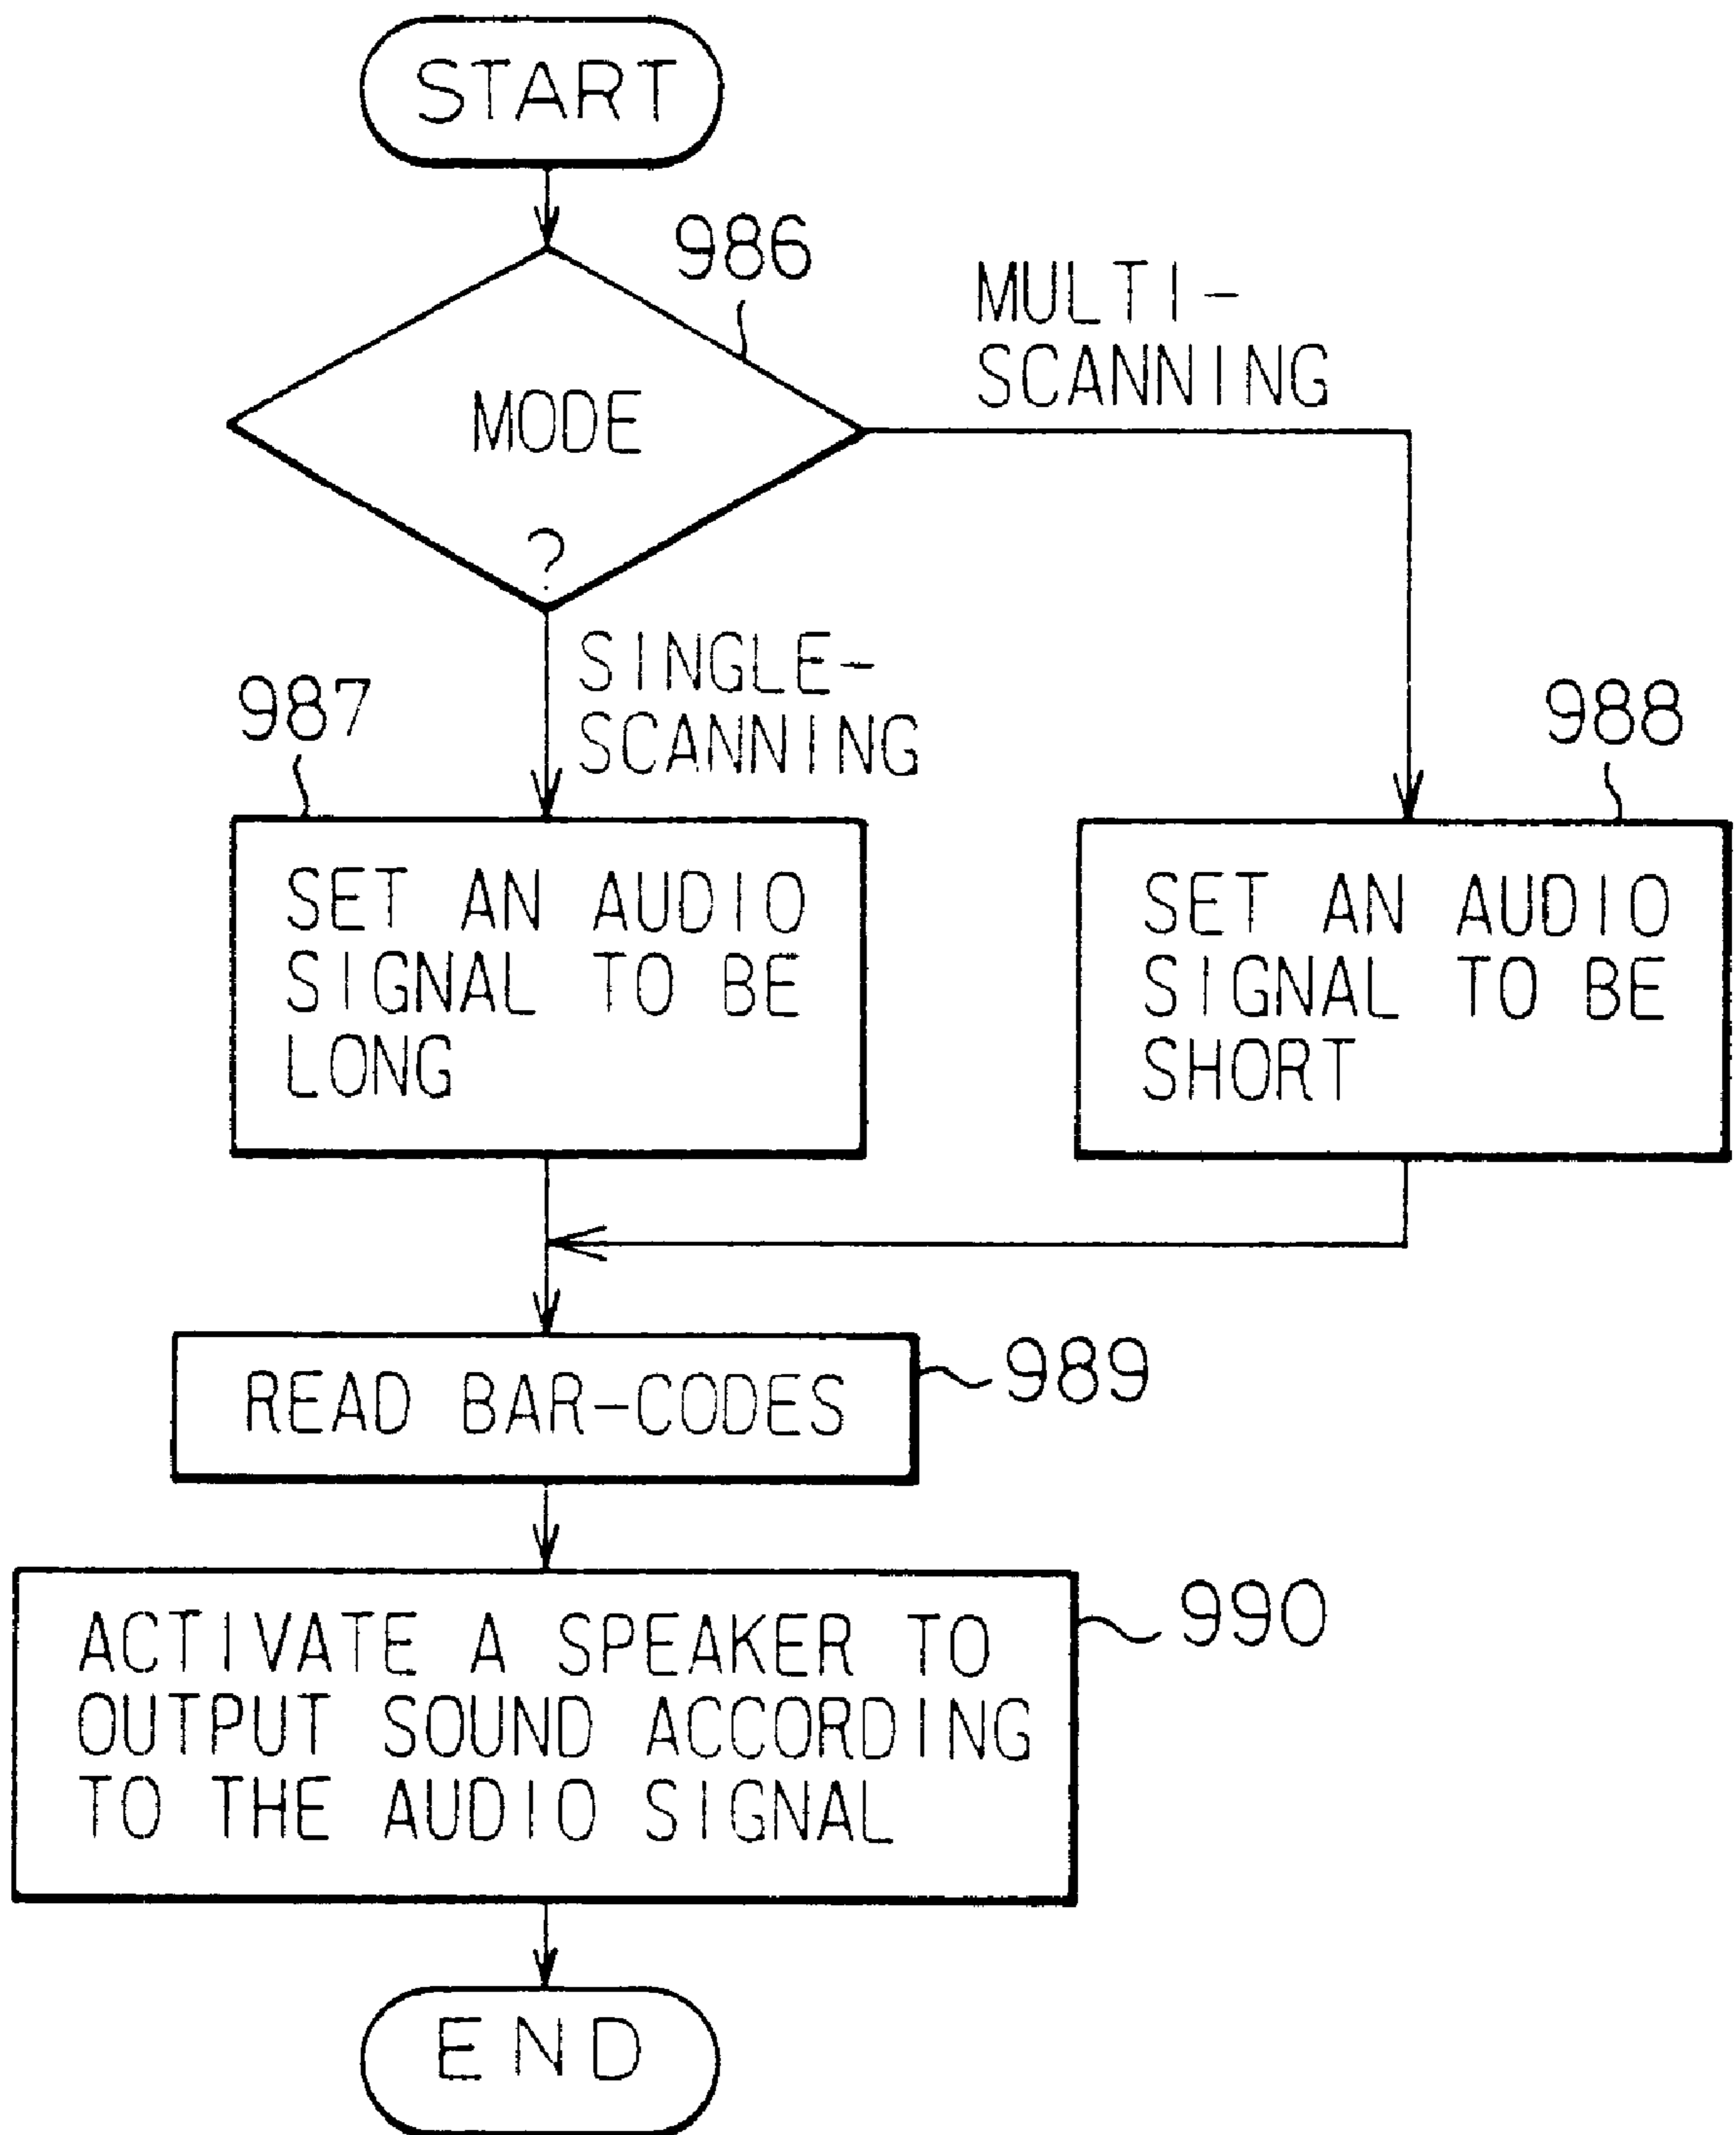 START
986
MULTI-
SCANNING
MODE
?
SINGLE-
SCANNING
987
988
SET AN AUDIO
SIGNAL TO BE
LONG
SET AN AUDIO
SIGNAL TO BE
SHORT
READ BAR-CODES
989
ACTIVATE A SPEAKER TO
OUTPUT SOUND ACCORDING
TO THE AUDIO SIGNAL
990
END